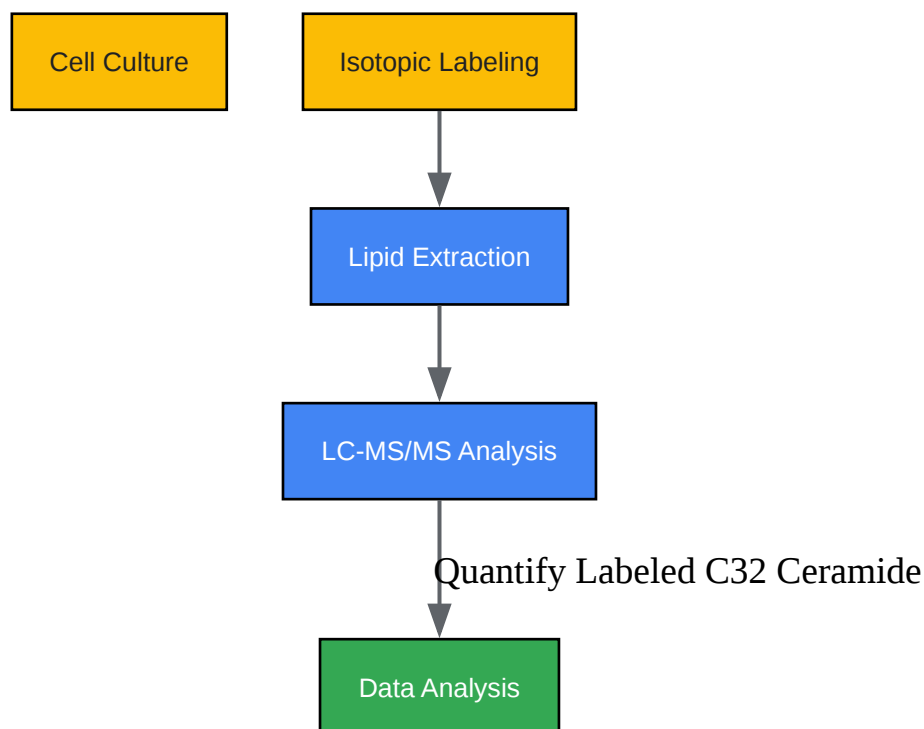 Cell Culture
Isotopic Labeling
Lipid Extraction
LC-MS/MS Analysis
Quantify Labeled C32 Ceramide
Data Analysis